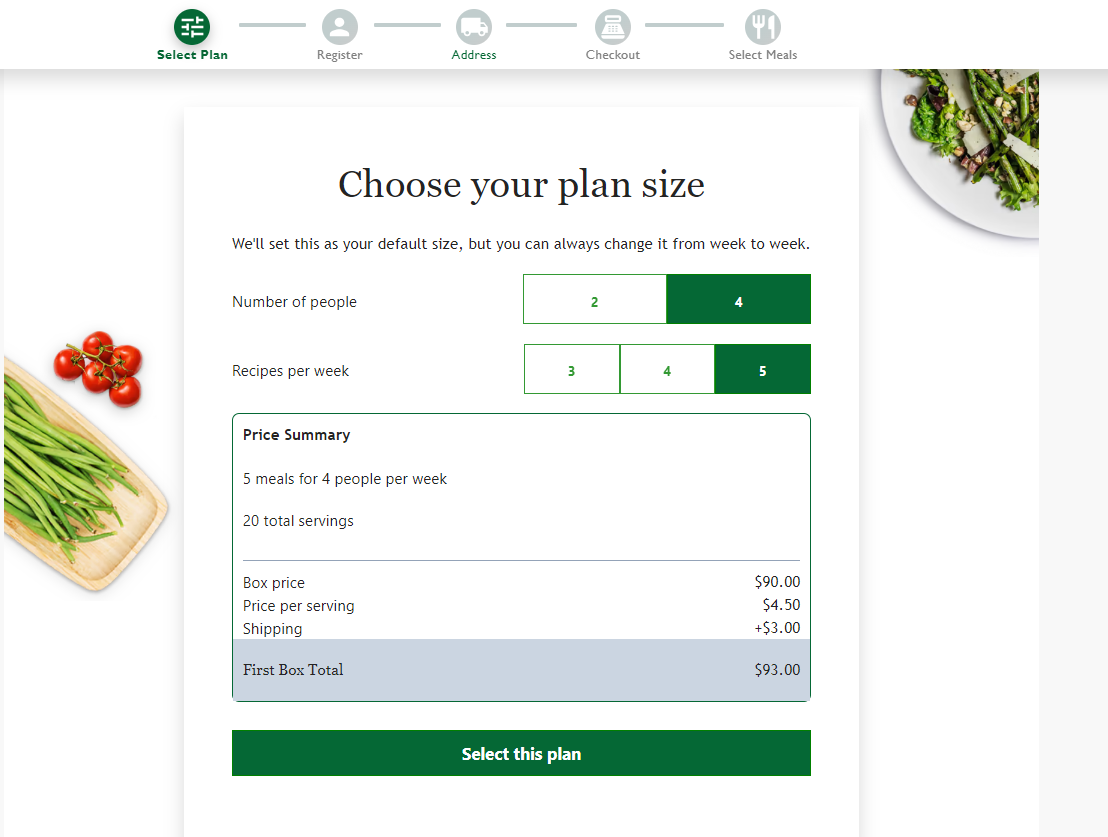 Select Plan Register Address Checkout Select Meals
Choose your plan size
We'll set this as your default size, but you can always change it from week to week.
Number of people 2 4
Recipes per week 3 4 5
Price Summary
5 meals for 4 people per week
20 total servings
Box price $90.00
Price per serving $4.50
Shipping +$3.00
First Box Total $93.00
Select this plan